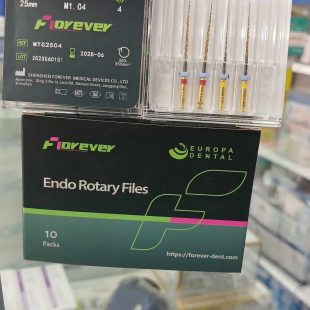 25mm M1.04 4
Forever
REF MTG2504 2028-06
LOT 2023060101
SHENZHEN FOREVER MEDICAL DEVICES CO., LTD
Forever
EUROPA
DENTAL
Endo Rotary Files
10
Packs
https://forever-dent.com